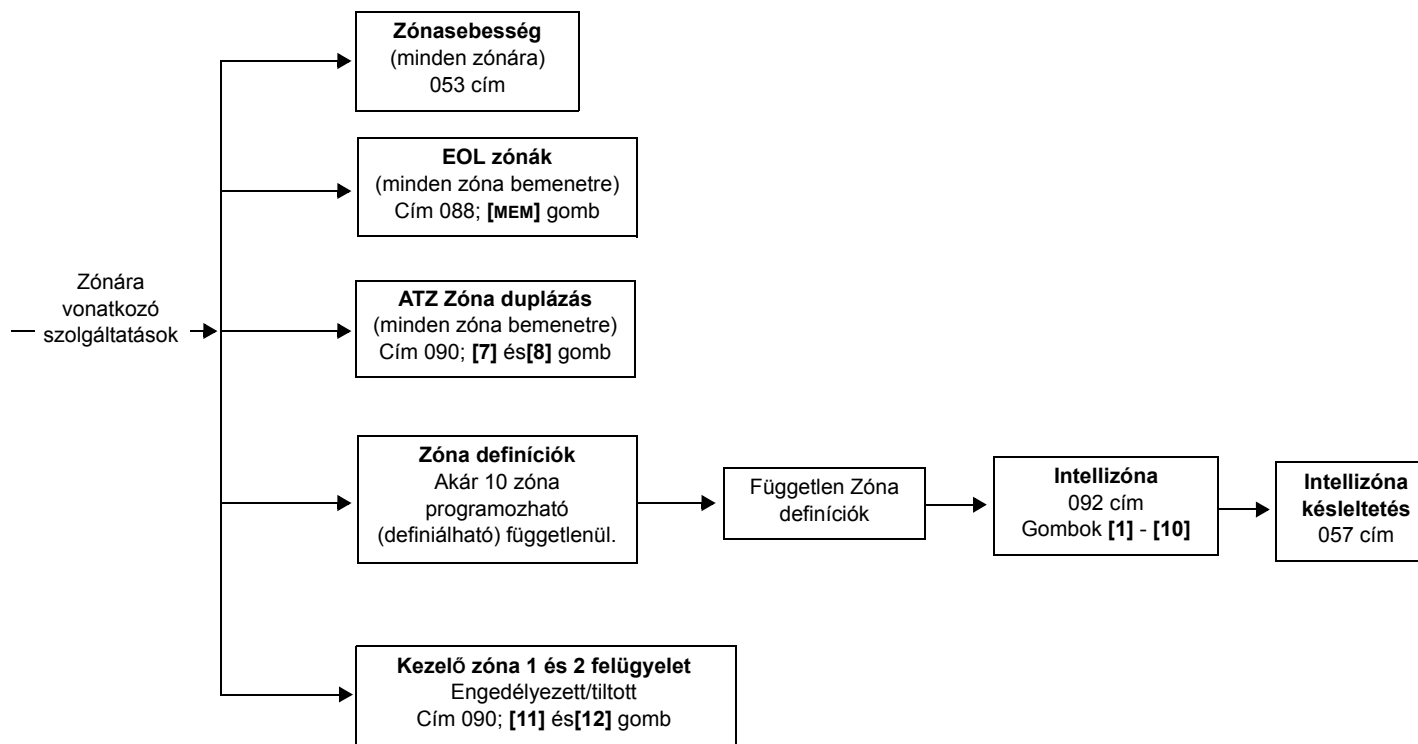 Zónasebesség
(minden zónára)
053 cím
EOL zónák
(minden zóna bemenetre)
Cím 088; [MEM] gomb
Zónára
vonatkozó
szolgáltatások
ATZ Zóna duplázás
(minden zóna bemenetre)
Cím 090; [7] és[8] gomb
Zóna definíciók
Akár 10 zóna
programozható
(definiálható) függetlenül.
Független Zóna
definíciók
Intellizóna
092 cím
Gombok [1] - [10]
Intellizóna
késleltetés
057 cím
Kezelő zóna 1 és 2 felügyelet
Engedélyezett/tiltott
Cím 090; [11] és[12] gomb